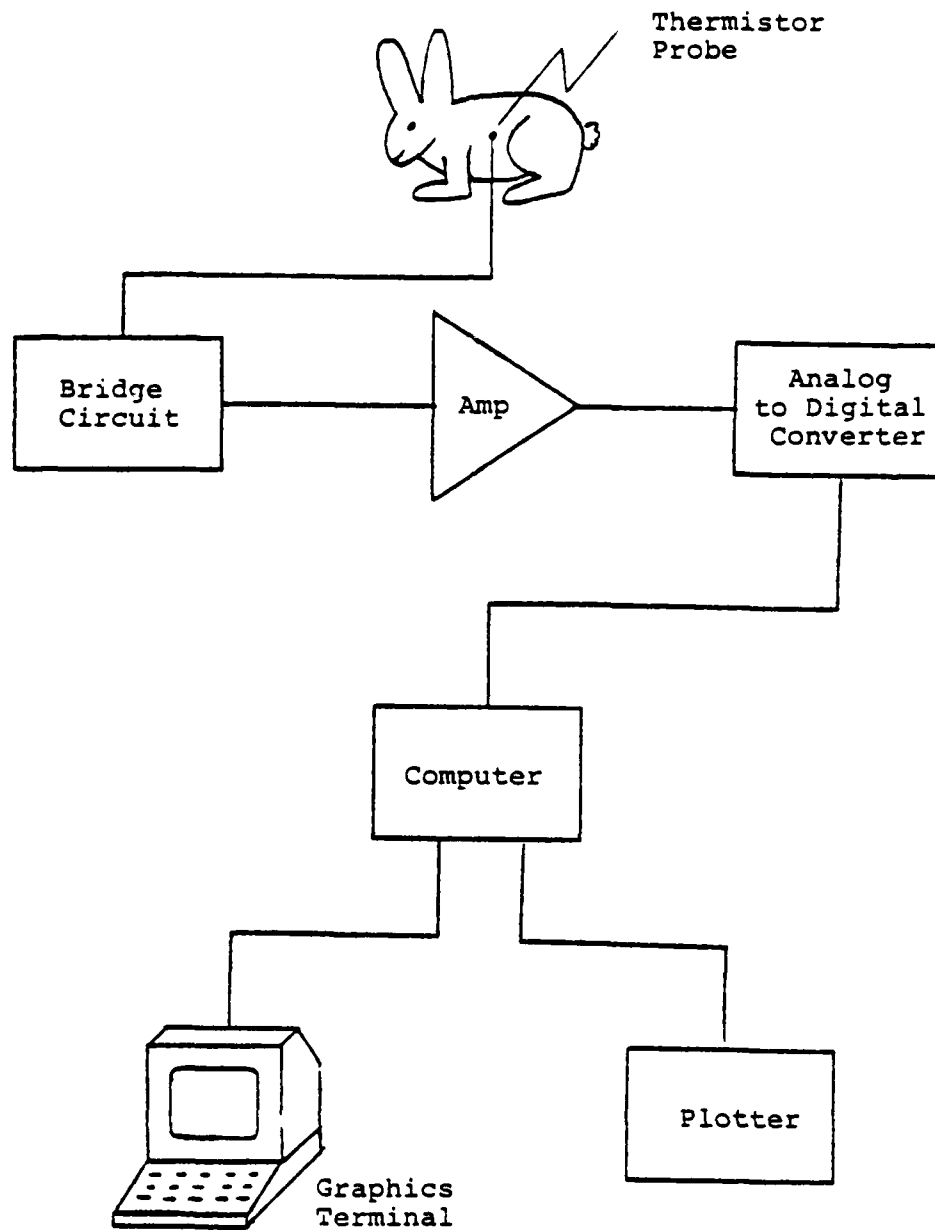 Thermistor
Probe
Bridge
Circuit
Amp
Analog
to Digital
Converter
Computer
Graphics
Terminal
Plotter